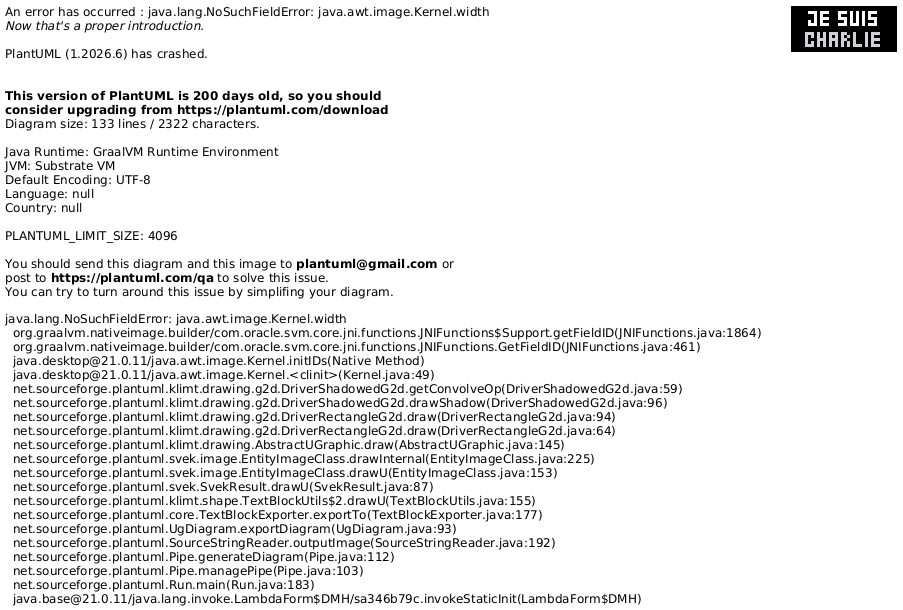 An error has occurred : java.lang.NoSuchFieldError: java.awt.image.Kernel.width
Now that's a proper introduction.
JE SUIS
CHARLIE
PlantUML (1.2026.6) has crashed.
This version of PlantUML is 200 days old, so you should
consider upgrading from https://plantuml.com/download
Diagram size: 133 lines / 2322 characters.
Java Runtime: GraalVM Runtime Environment
JVM: Substrate VM
Default Encoding: UTF-8
Language: null
Country: null
PLANTUML_LIMIT_SIZE: 4096
You should send this diagram and this image to plantuml@gmail.com or
post to https://plantuml.com/qa to solve this issue.
You can try to turn around this issue by simplifing your diagram.
java.lang.NoSuchFieldError: java.awt.image.Kernel.width
org.graalvm.nativeimage.builder/com.oracle.svm.core.jni.functions.JNIFunctions$Support.getFieldID(JNIFunctions.java:1864)
org.graalvm.nativeimage.builder/com.oracle.svm.core.jni.functions.JNIFunctions.GetFieldID(JNIFunctions.java:461)
java.desktop@21.0.11/java.awt.image.Kernel.initIDs(Native Method)
java.desktop@21.0.11/java.awt.image.Kernel.<clinit>(Kernel.java:49)
net.sourceforge.plantuml.klimt.drawing.g2d.DriverShadowedG2d.getConvolveOp(DriverShadowedG2d.java:59)
net.sourceforge.plantuml.klimt.drawing.g2d.DriverShadowedG2d.drawShadow(DriverShadowedG2d.java:96)
net.sourceforge.plantuml.klimt.drawing.g2d.DriverRectangleG2d.draw(DriverRectangleG2d.java:94)
net.sourceforge.plantuml.klimt.drawing.g2d.DriverRectangleG2d.draw(DriverRectangleG2d.java:64)
net.sourceforge.plantuml.klimt.drawing.AbstractUGraphic.draw(AbstractUGraphic.java:145)
net.sourceforge.plantuml.svek.image.EntityImageClass.drawInternal(EntityImageClass.java:225)
net.sourceforge.plantuml.svek.image.EntityImageClass.drawU(EntityImageClass.java:153)
net.sourceforge.plantuml.svek.SvekResult.drawU(SvekResult.java:87)
net.sourceforge.plantuml.klimt.shape.TextBlockUtils$2.drawU(TextBlockUtils.java:155)
net.sourceforge.plantuml.core.TextBlockExporter.exportTo(TextBlockExporter.java:177)
net.sourceforge.plantuml.UgDiagram.exportDiagram(UgDiagram.java:93)
net.sourceforge.plantuml.SourceStringReader.outputImage(SourceStringReader.java:192)
net.sourceforge.plantuml.Pipe.generateDiagram(Pipe.java:112)
net.sourceforge.plantuml.Pipe.managePipe(Pipe.java:103)
net.sourceforge.plantuml.Run.main(Run.java:183)
java.base@21.0.11/java.lang.invoke.LambdaForm$DMH/sa346b79c.invokeStaticInit(LambdaForm$DMH)